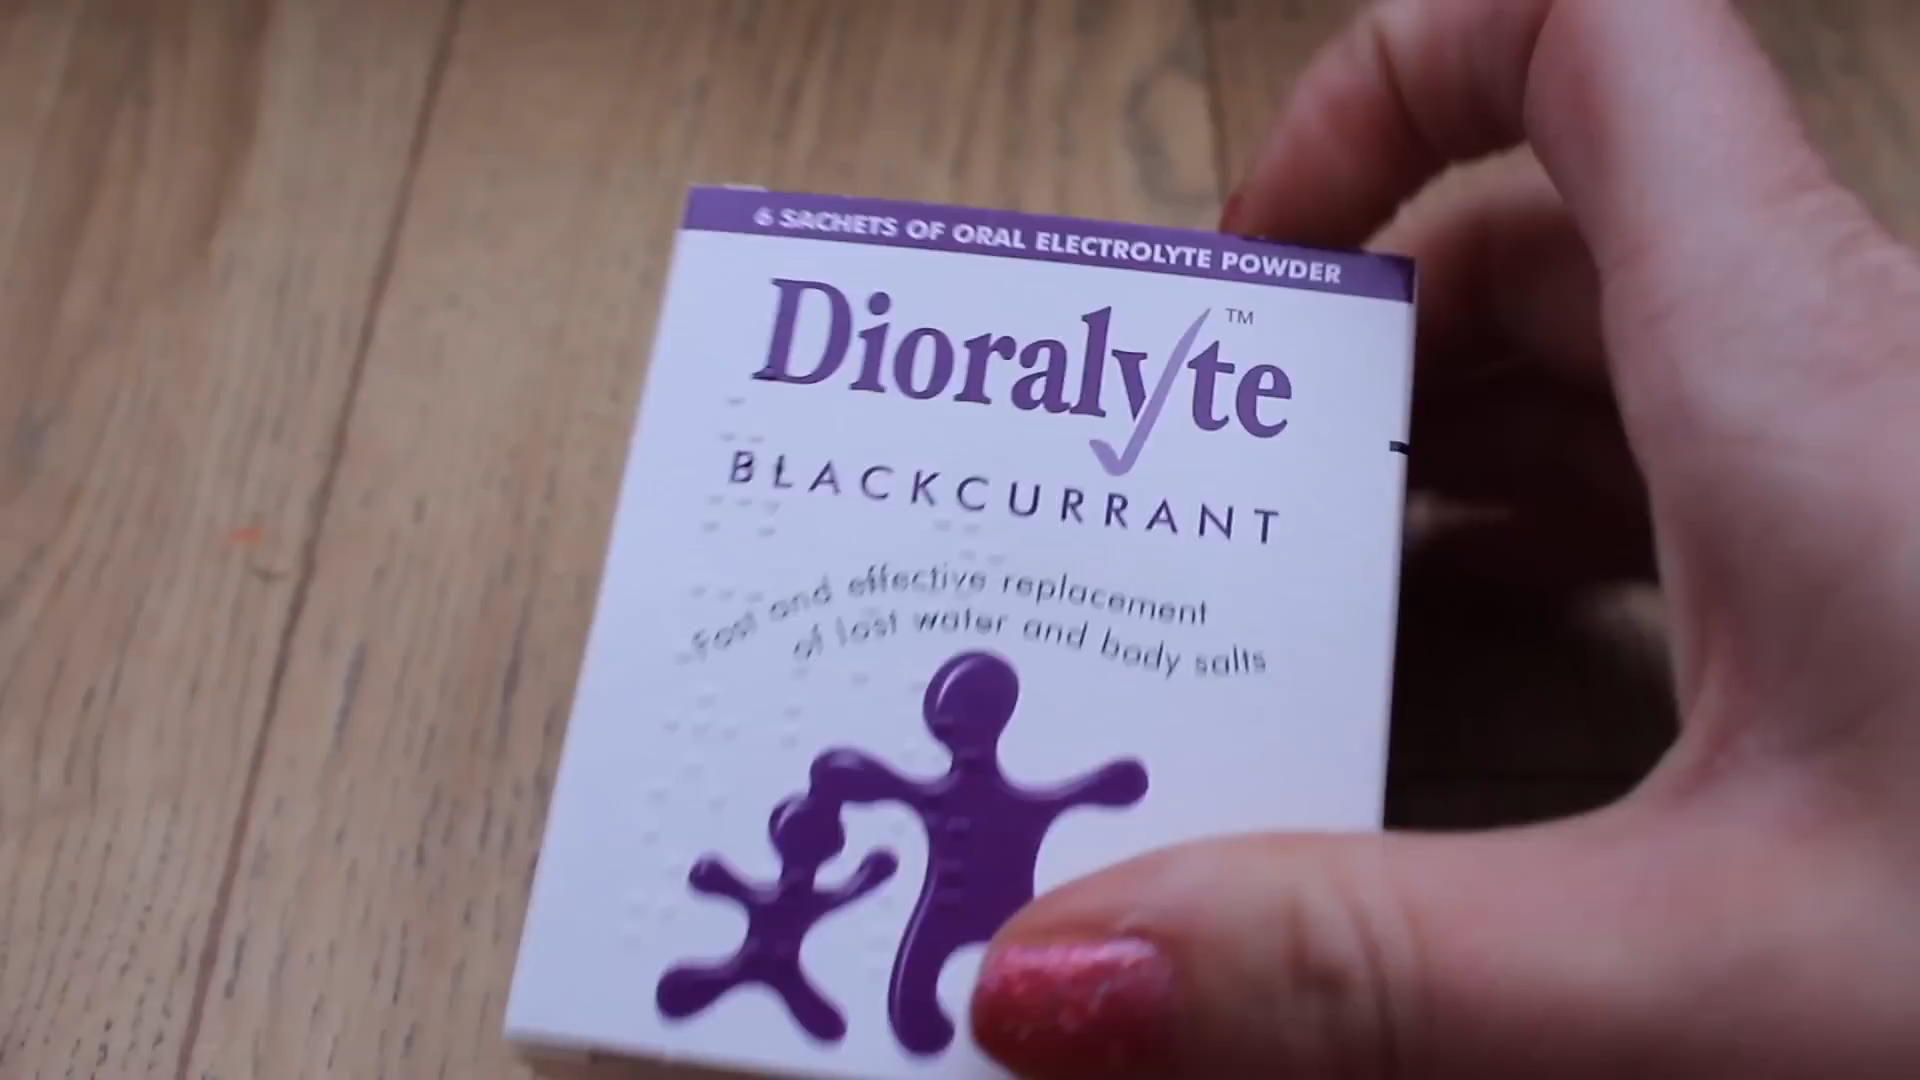 6 SACHETS OF ORAL ELECTROLYTE POWDER
Dioralyte™
BLACKCURRANT
Fast and effective replacement
of lost water and body salts